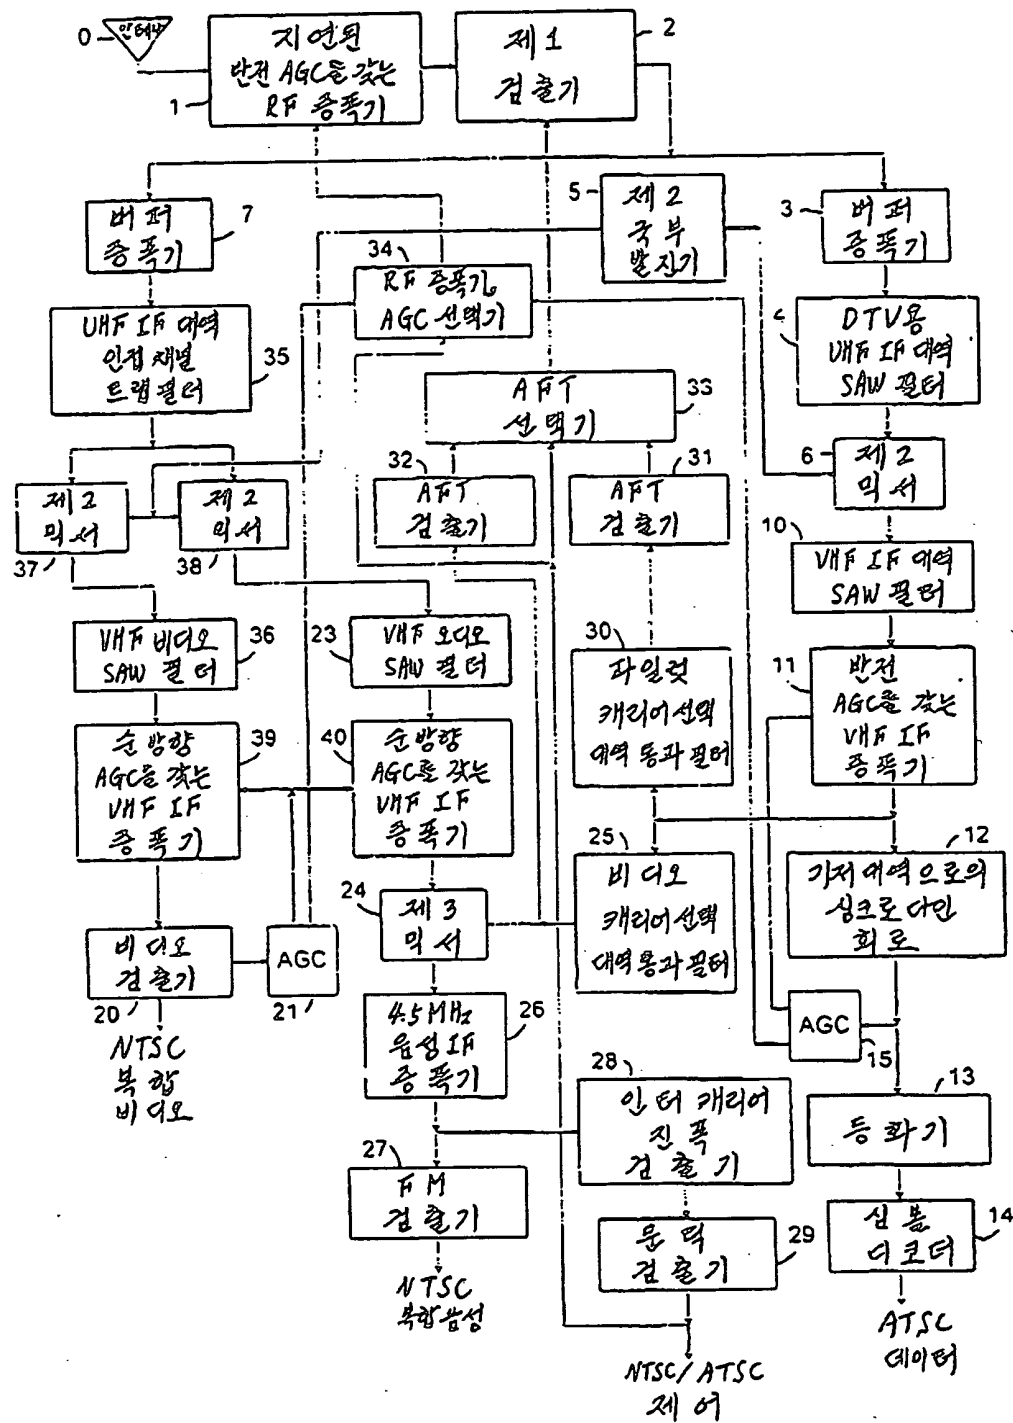 0
안테나
지연된
반전 AGC를 갖는
RF 증폭기
1
제 1
검출기
2
버퍼
증폭기
7
5
제 2
국부
발진기
3
버퍼
증폭기
34
RF 증폭기
AGC 선택기
UHF IF 대역
인접 채널
트랩 필터
35
4
DTV용
UHF IF 대역
SAW 필터
AFT
선택기
33
제 2
믹서
37
제 2
믹서
38
32
AFT
검출기
31
AFT
검출기
6
제 2
믹서
10
VHF IF 대역
SAW 필터
VHF 비디오
SAW 필터
36
23
VHF 오디오
SAW 필터
30
파일럿
캐리어 선택
대역 통과 필터
11
반전
AGC를 갖는
VHF IF
증폭기
순방향
AGC를 갖는
VHF IF
증폭기
39
40
순방향
AGC를 갖는
VHF IF
증폭기
25
비디오
캐리어 선택
대역 통과 필터
12
기저 대역으로의
싱크로다인
회로
24
제 3
믹서
비디오
검출기
20
AGC
21
NTSC
복합
비디오
4.5MHz
음성 IF
증폭기
26
AGC
15
28
인터 캐리어
진폭
검출기
13
등화기
27
FM
검출기
문턱
검출기
29
심볼
디코더
14
NTSC
복합음성
ATSC
데이터
NTSC/ATSC
제어